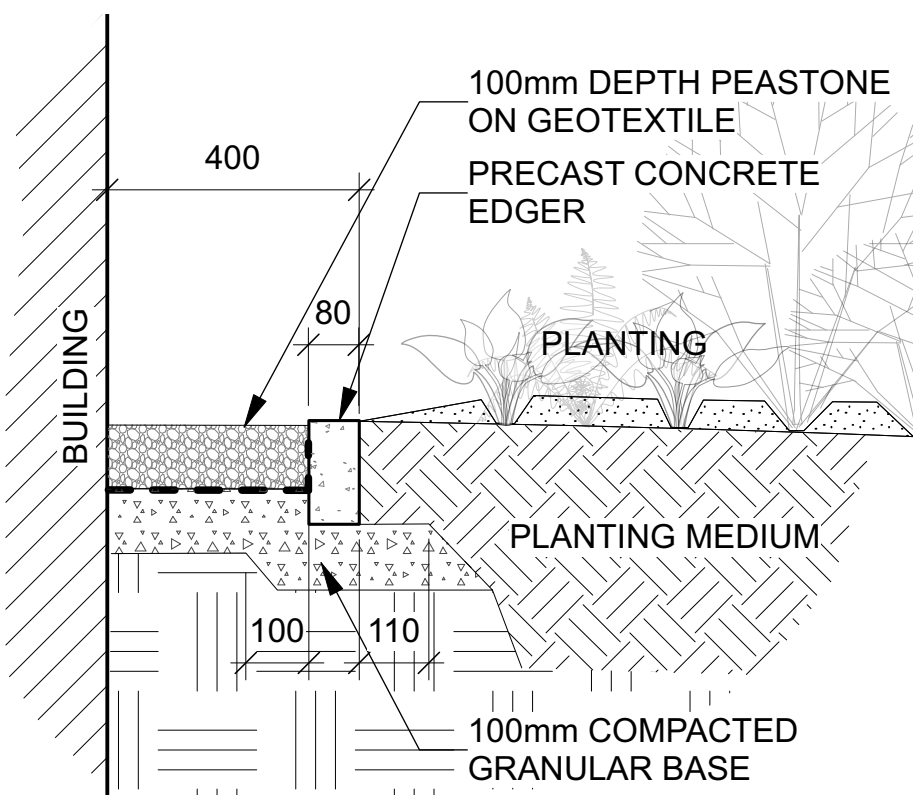 100mm DEPTH PEASTONE
ON GEOTEXTILE
400
PRECAST CONCRETE
EDGER
80
BUILDING
PLANTING
PLANTING MEDIUM
100
110
100mm COMPACTED
GRANULAR BASE